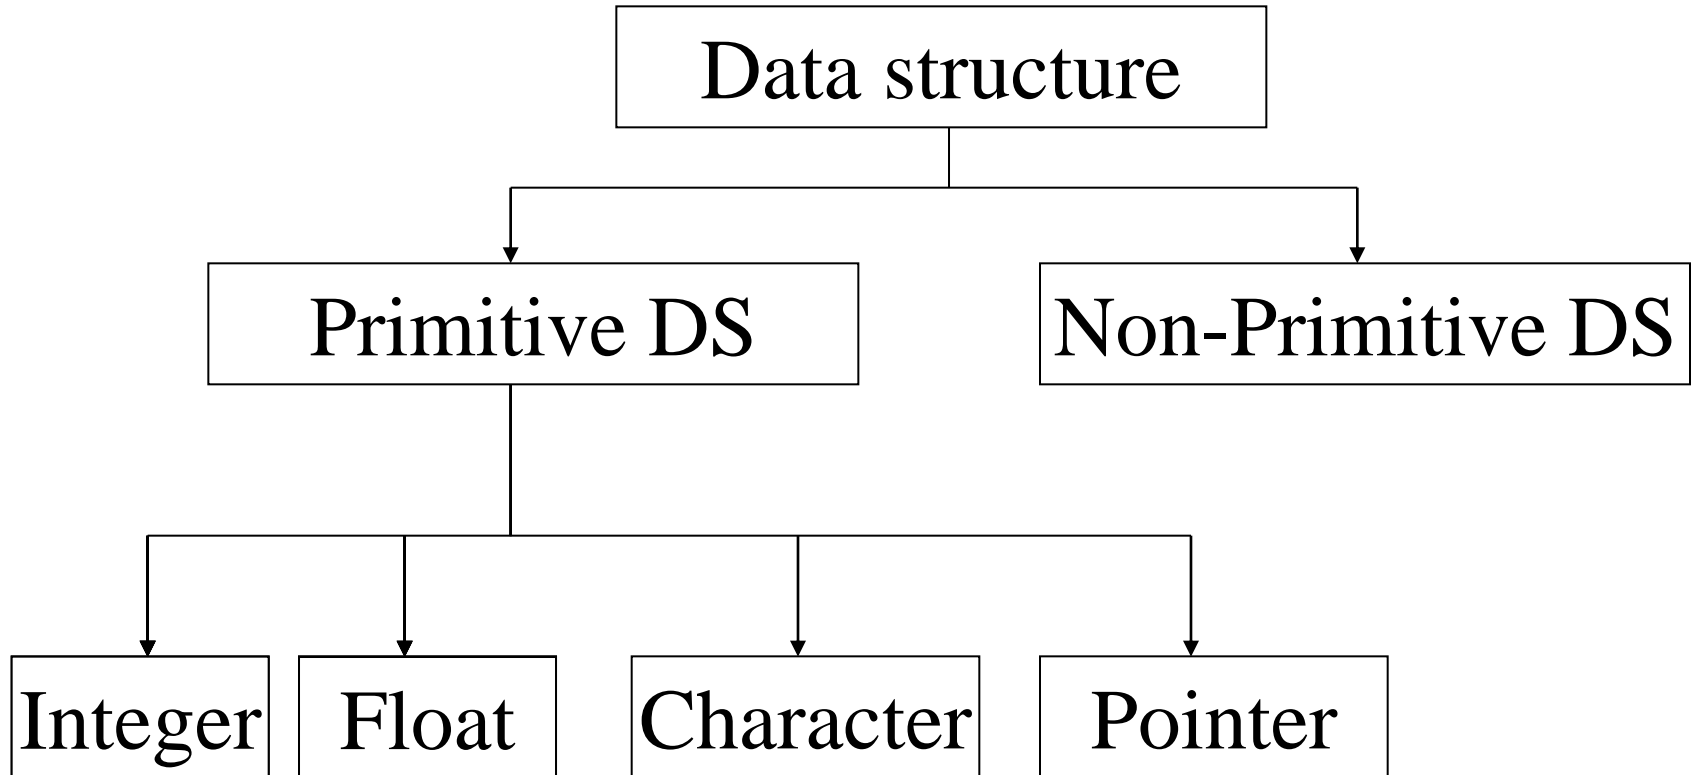 Data structure
Primitive DS
Non-Primitive DS
Integer
Float
Character
Pointer